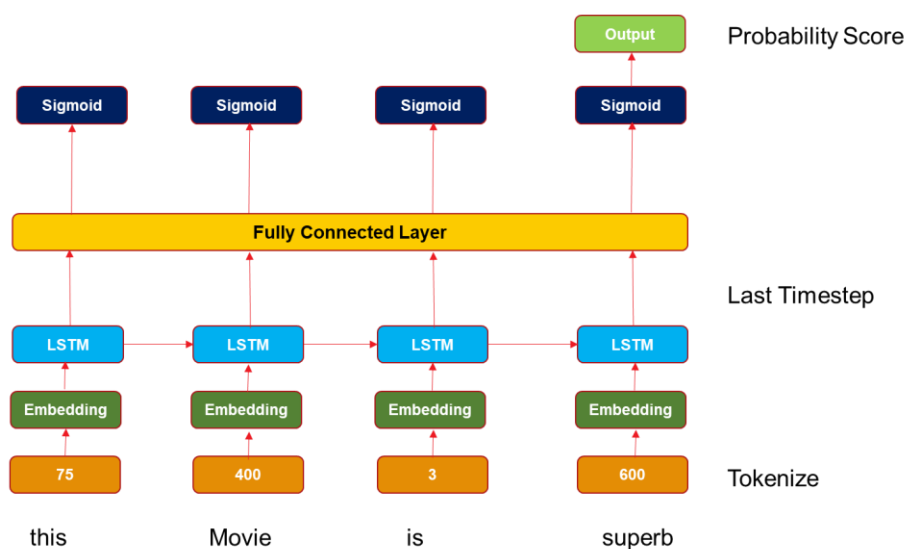 Output Probability Score
Sigmoid Sigmoid Sigmoid Sigmoid
Fully Connected Layer
Last Timestep
LSTM LSTM LSTM LSTM
Embedding Embedding Embedding Embedding
75 400 3 600 Tokenize
this Movie is superb